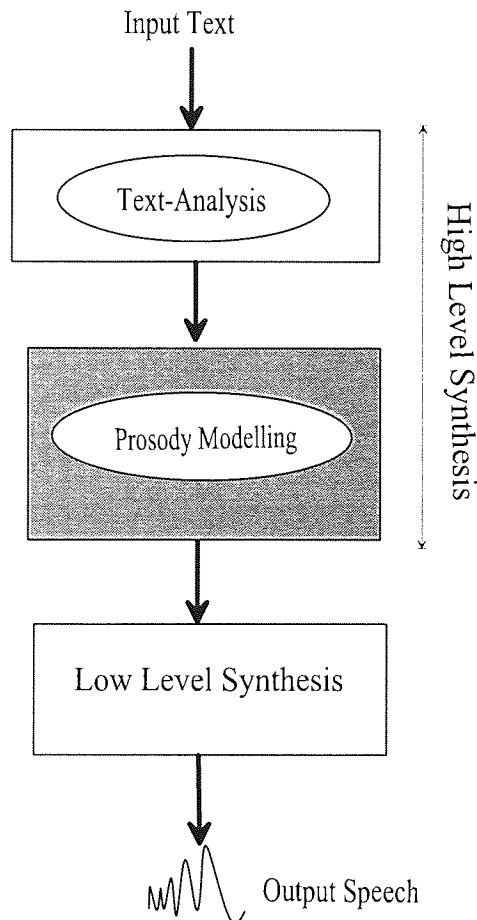 Input Text
Text-Analysis
High Level Synthesis
Prosody Modelling
Low Level Synthesis
Output Speech